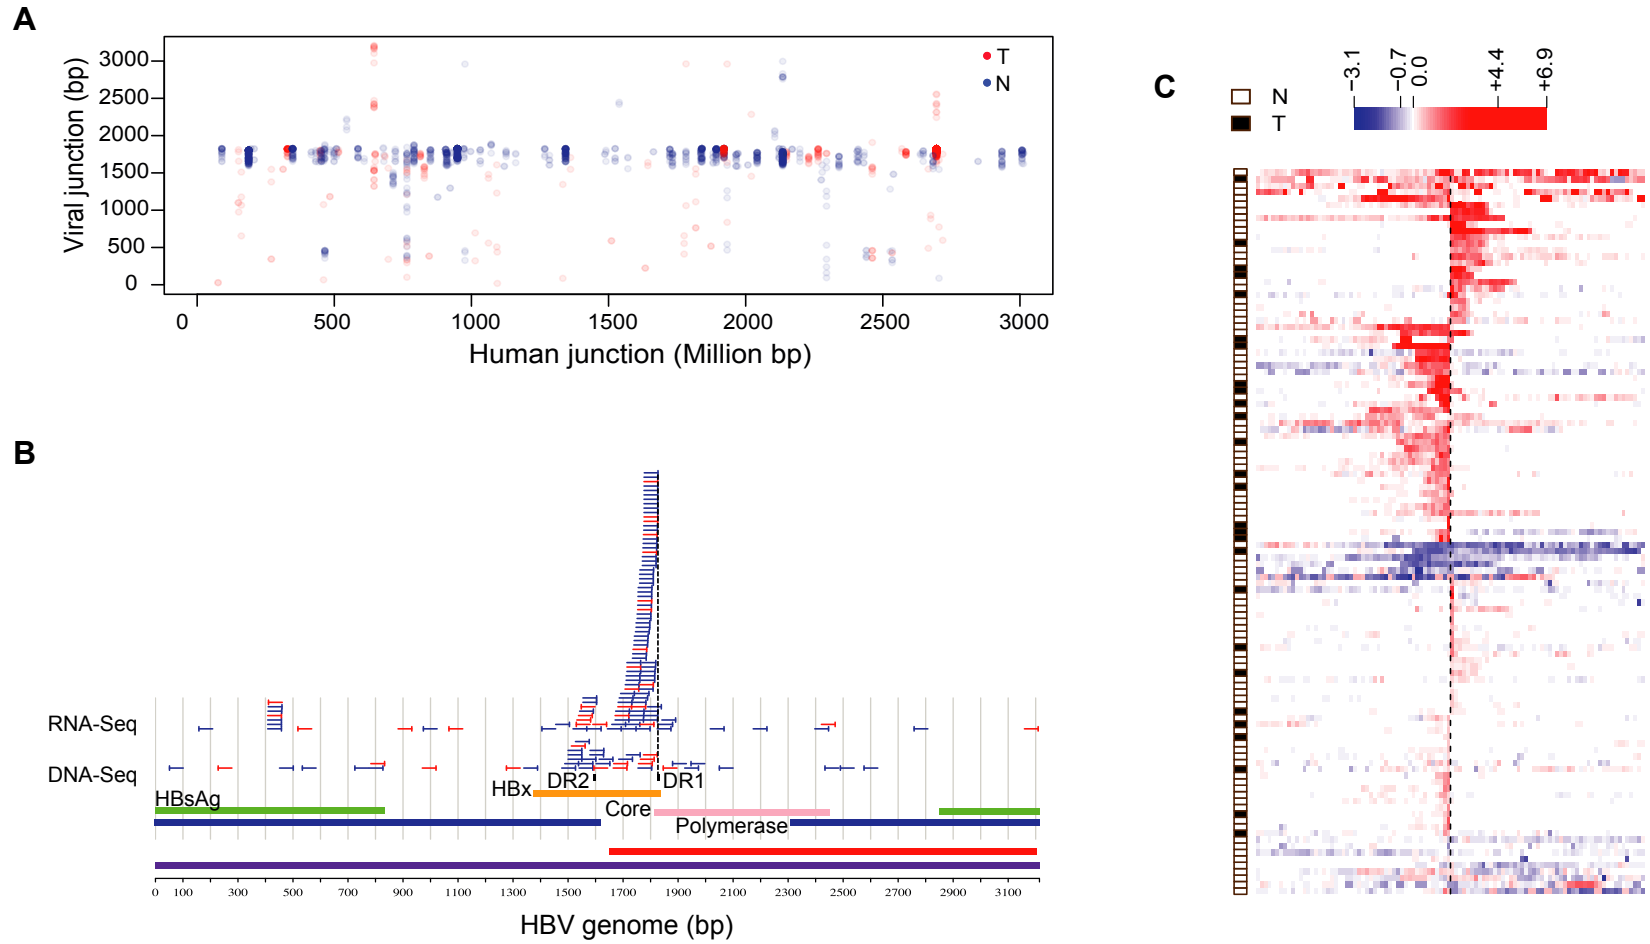 A
Viral junction (bp)
3000
2500
2000
1500
1000
500
0
T
N
0 500 1000 1500 2000 2500 3000
Human junction (Million bp)
B
RNA-Seq
DNA-Seq
DR2 DR1
HBx
HBsAg
Core
Polymerase
0 100 300 500 700 900 1100 1300 1500 1700 1900 2100 2300 2500 2700 2900 3100
HBV genome (bp)
C
N
T
−3.1 −0.7 0.0 +4.4 +6.9